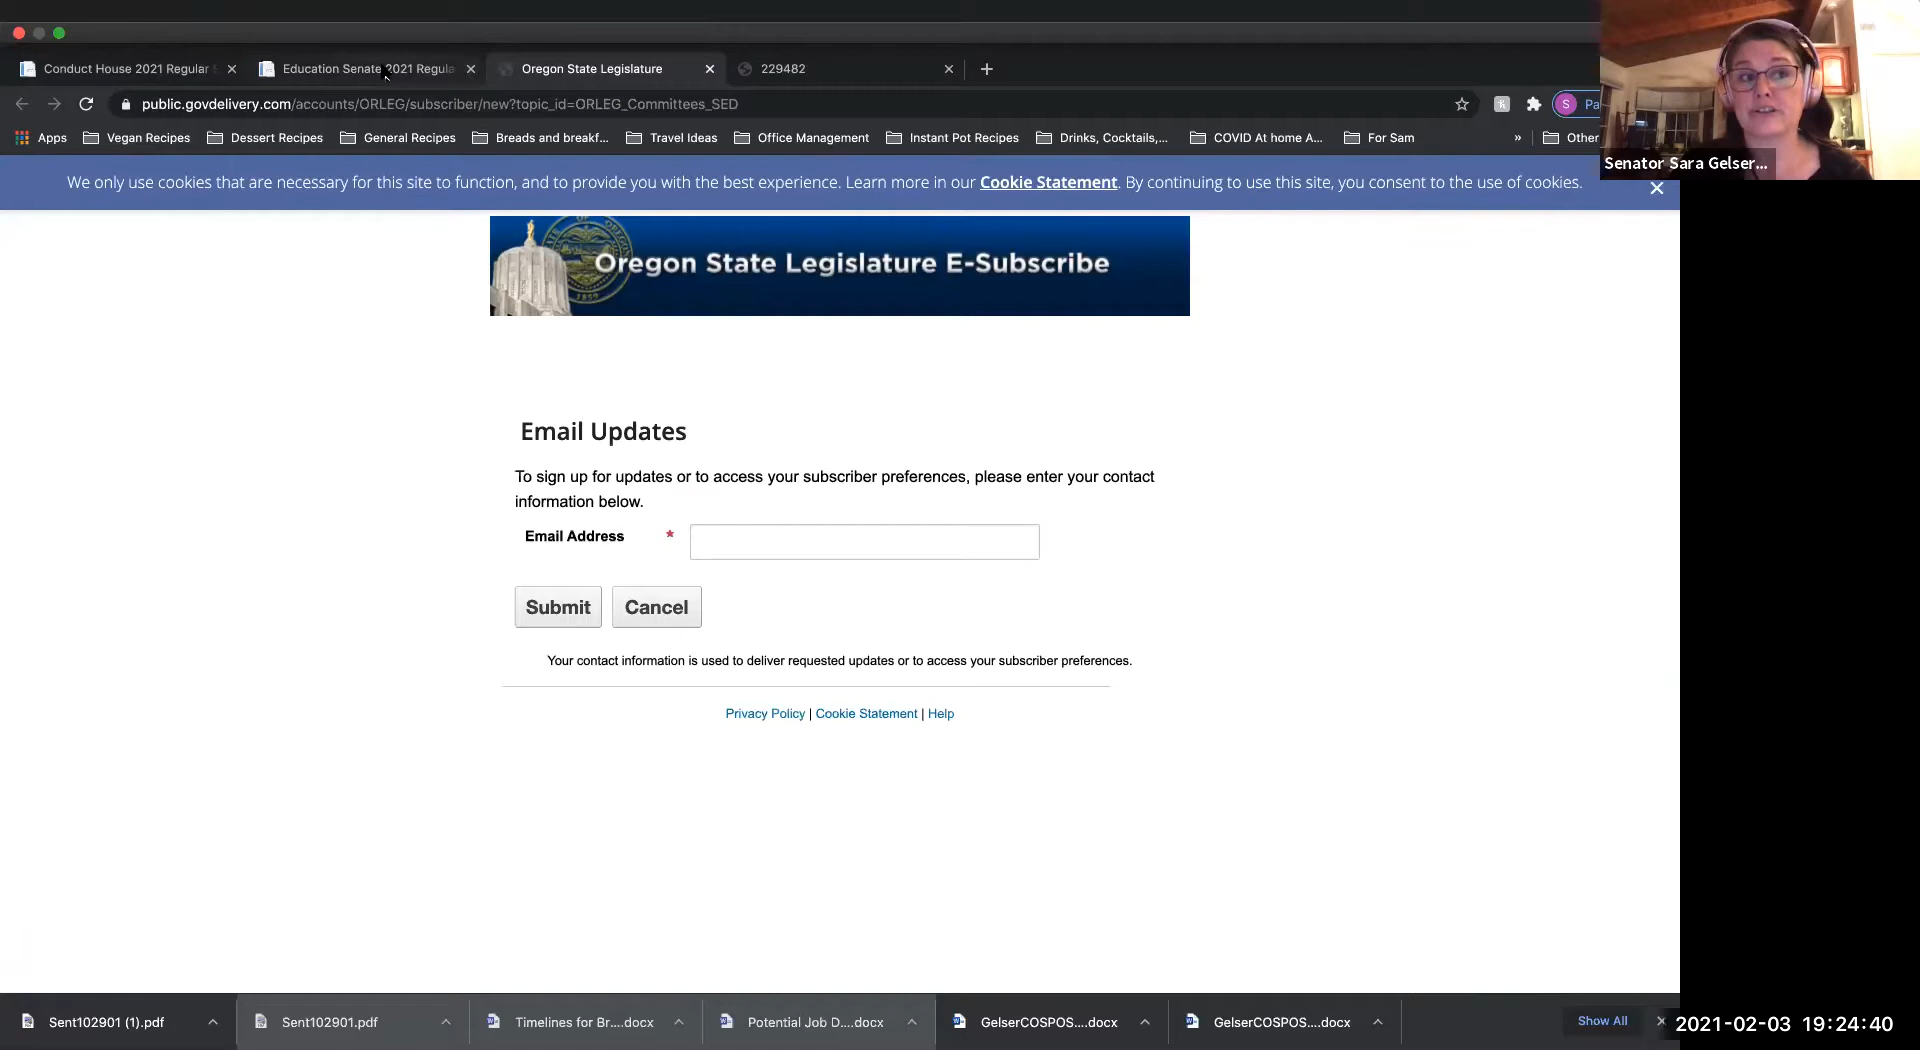 Conduct House 2021 Regular
Education Senate 2021 Regula
Oregon State Legislature
229482
public.govdelivery.com/accounts/ORLEG/subscriber/new?topic_id=ORLEG_Committees_SED
S
Pa
Apps
Vegan Recipes
Dessert Recipes
General Recipes
Breads and breakf...
Travel Ideas
Office Management
Instant Pot Recipes
Drinks, Cocktails,...
COVID At home A...
For Sam
»
Other
Senator Sara Gelser...
We only use cookies that are necessary for this site to function, and to provide you with the best experience. Learn more in our Cookie Statement. By continuing to use this site, you consent to the use of cookies.
Oregon State Legislature E-Subscribe
1859
Email Updates
To sign up for updates or to access your subscriber preferences, please enter your contact
information below.
Email Address *
Submit
Cancel
Your contact information is used to deliver requested updates or to access your subscriber preferences.
Privacy Policy | Cookie Statement | Help
Sent102901 (1).pdf
Sent102901.pdf
Timelines for Br....docx
Potential Job D....docx
GelserCOSPOS....docx
GelserCOSPOS....docx
Show All
2021-02-03 19:24:40